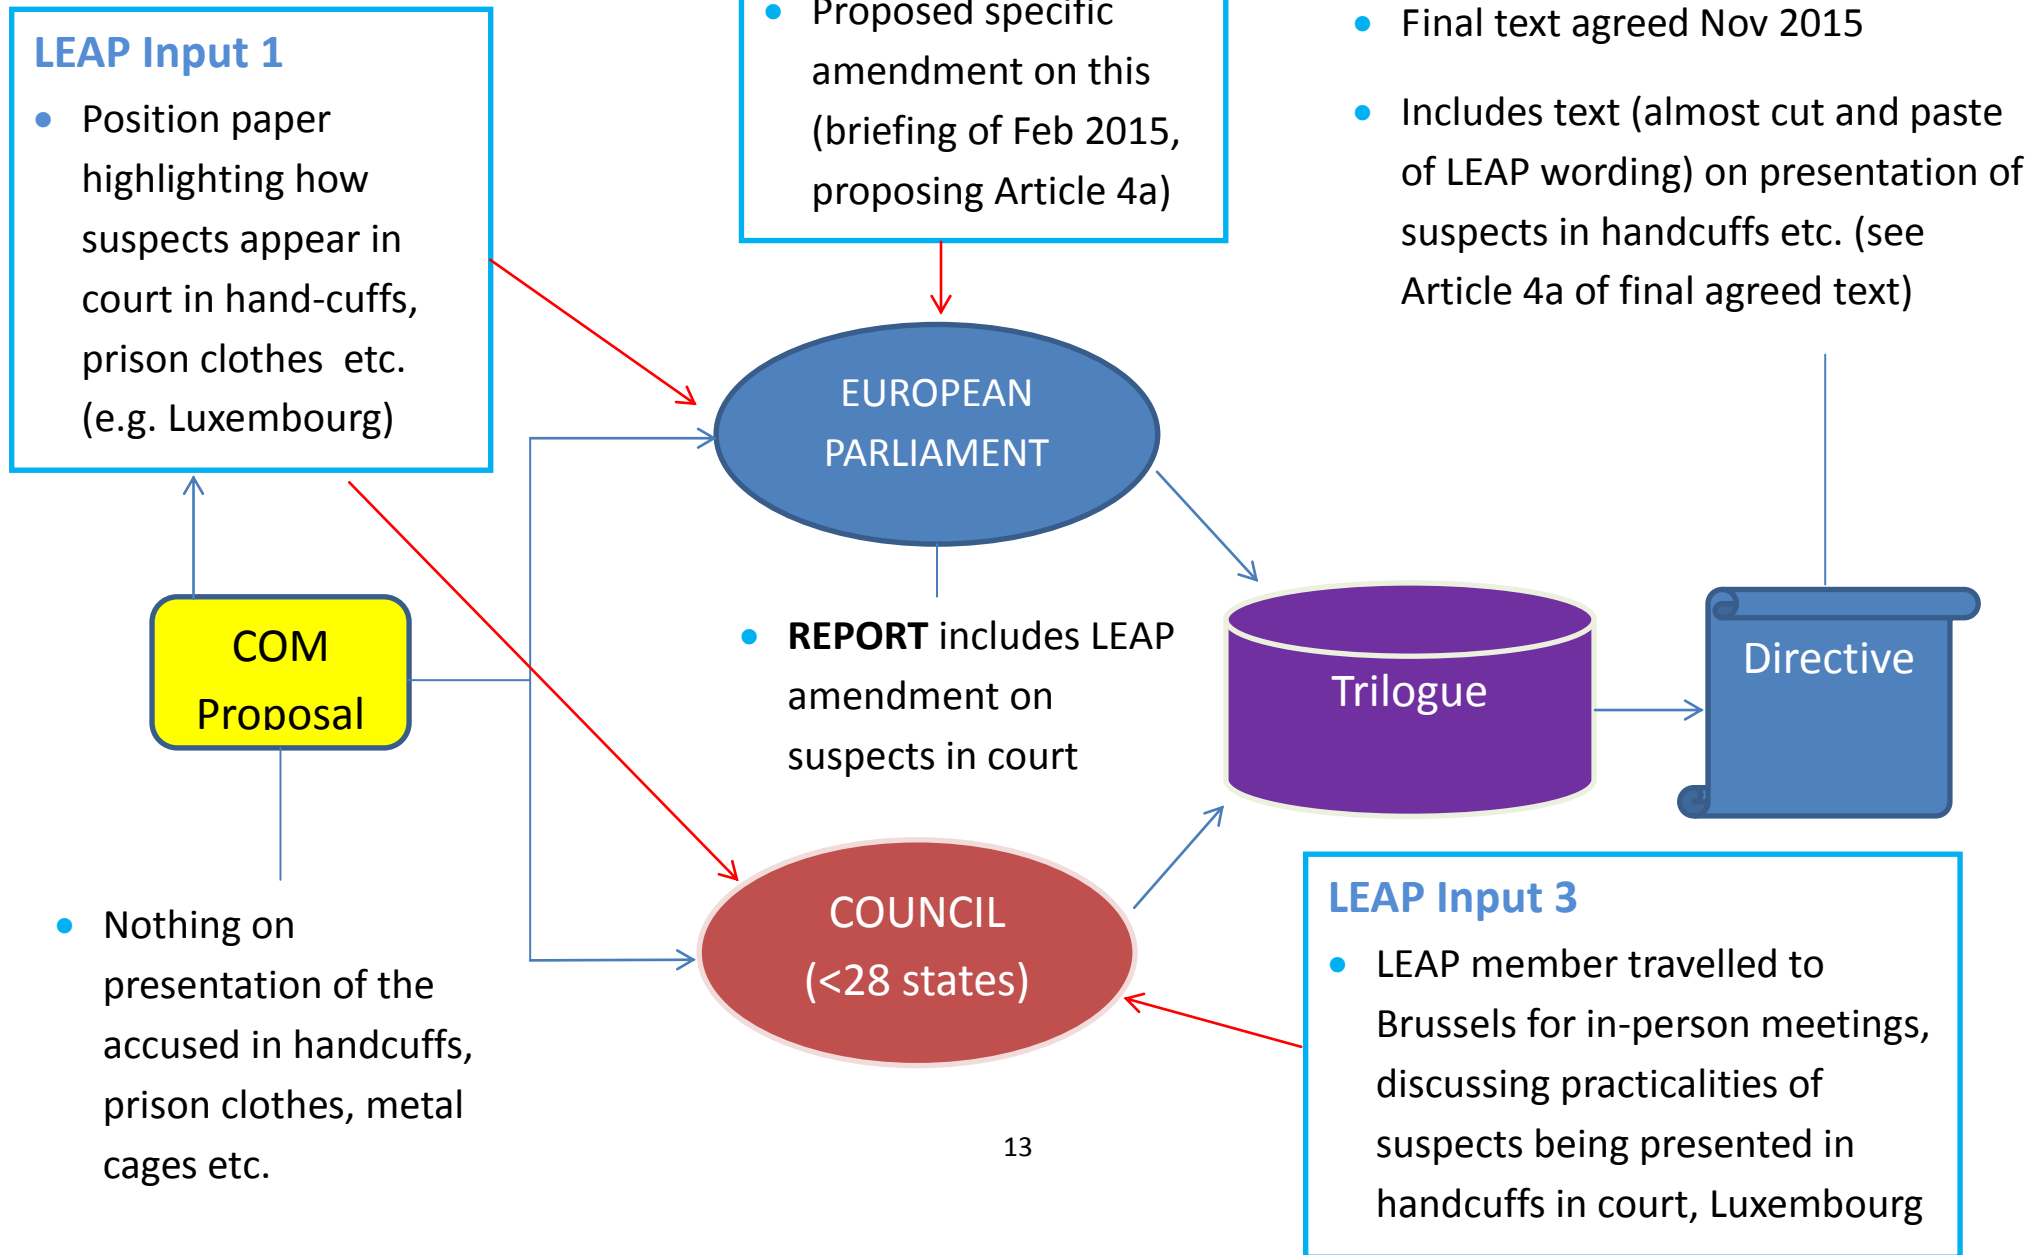 LEAP Input 1
• Position paper
highlighting how
suspects appear in
court in hand-cuffs,
prison clothes etc.
(e.g. Luxembourg)
• Proposed specific
amendment on this
(briefing of Feb 2015,
proposing Article 4a)
• Final text agreed Nov 2015
• Includes text (almost cut and paste
of LEAP wording) on presentation of
suspects in handcuffs etc. (see
Article 4a of final agreed text)
EUROPEAN
PARLIAMENT
COM
Proposal
• REPORT includes LEAP
amendment on
suspects in court
Trilogue
Directive
• Nothing on
presentation of the
accused in handcuffs,
prison clothes, metal
cages etc.
COUNCIL
(<28 states)
LEAP Input 3
• LEAP member travelled to
Brussels for in-person meetings,
discussing practicalities of
suspects being presented in
handcuffs in court, Luxembourg
13